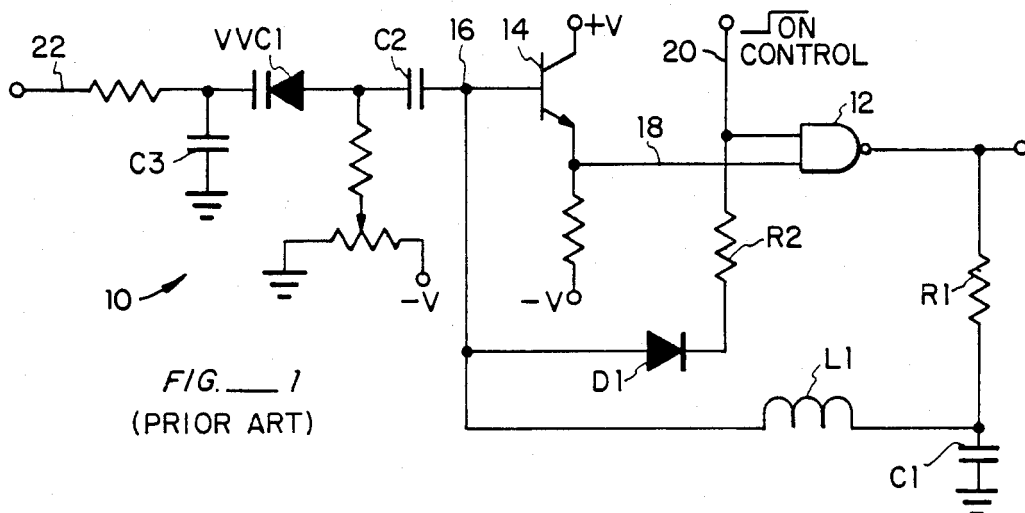 22
VVC1
C2
16
14
+V
ON
CONTROL
20
12
C3
18
R2
-V
-V
10
R1
D1
L1
FIG. 1
(PRIOR ART)
C1